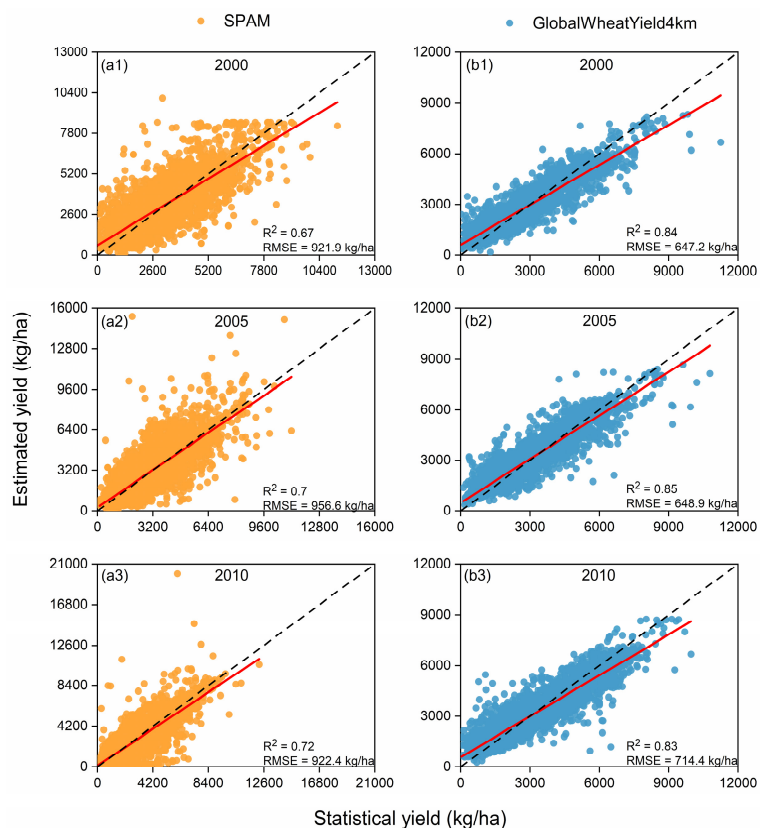 SPAM
GlobalWheatYield4km
(a1)
2000
13000
10400
7800
5200
2600
0
0 2600 5200 7800 10400 13000
R² = 0.67
RMSE = 921.9 kg/ha
(b1)
2000
12000
9000
6000
3000
0
0 3000 6000 9000 12000
R² = 0.84
RMSE = 647.2 kg/ha
Estimated yield (kg/ha)
(a2)
2005
16000
12800
9600
6400
3200
0
0 3200 6400 9600 12800 16000
R² = 0.7
RMSE = 956.6 kg/ha
(b2)
2005
12000
9000
6000
3000
0
0 3000 6000 9000 12000
R² = 0.85
RMSE = 648.9 kg/ha
(a3)
2010
21000
16800
12600
8400
4200
0
0 4200 8400 12600 16800 21000
R² = 0.72
RMSE = 922.4 kg/ha
(b3)
2010
12000
9000
6000
3000
0
0 3000 6000 9000 12000
R² = 0.83
RMSE = 714.4 kg/ha
Statistical yield (kg/ha)